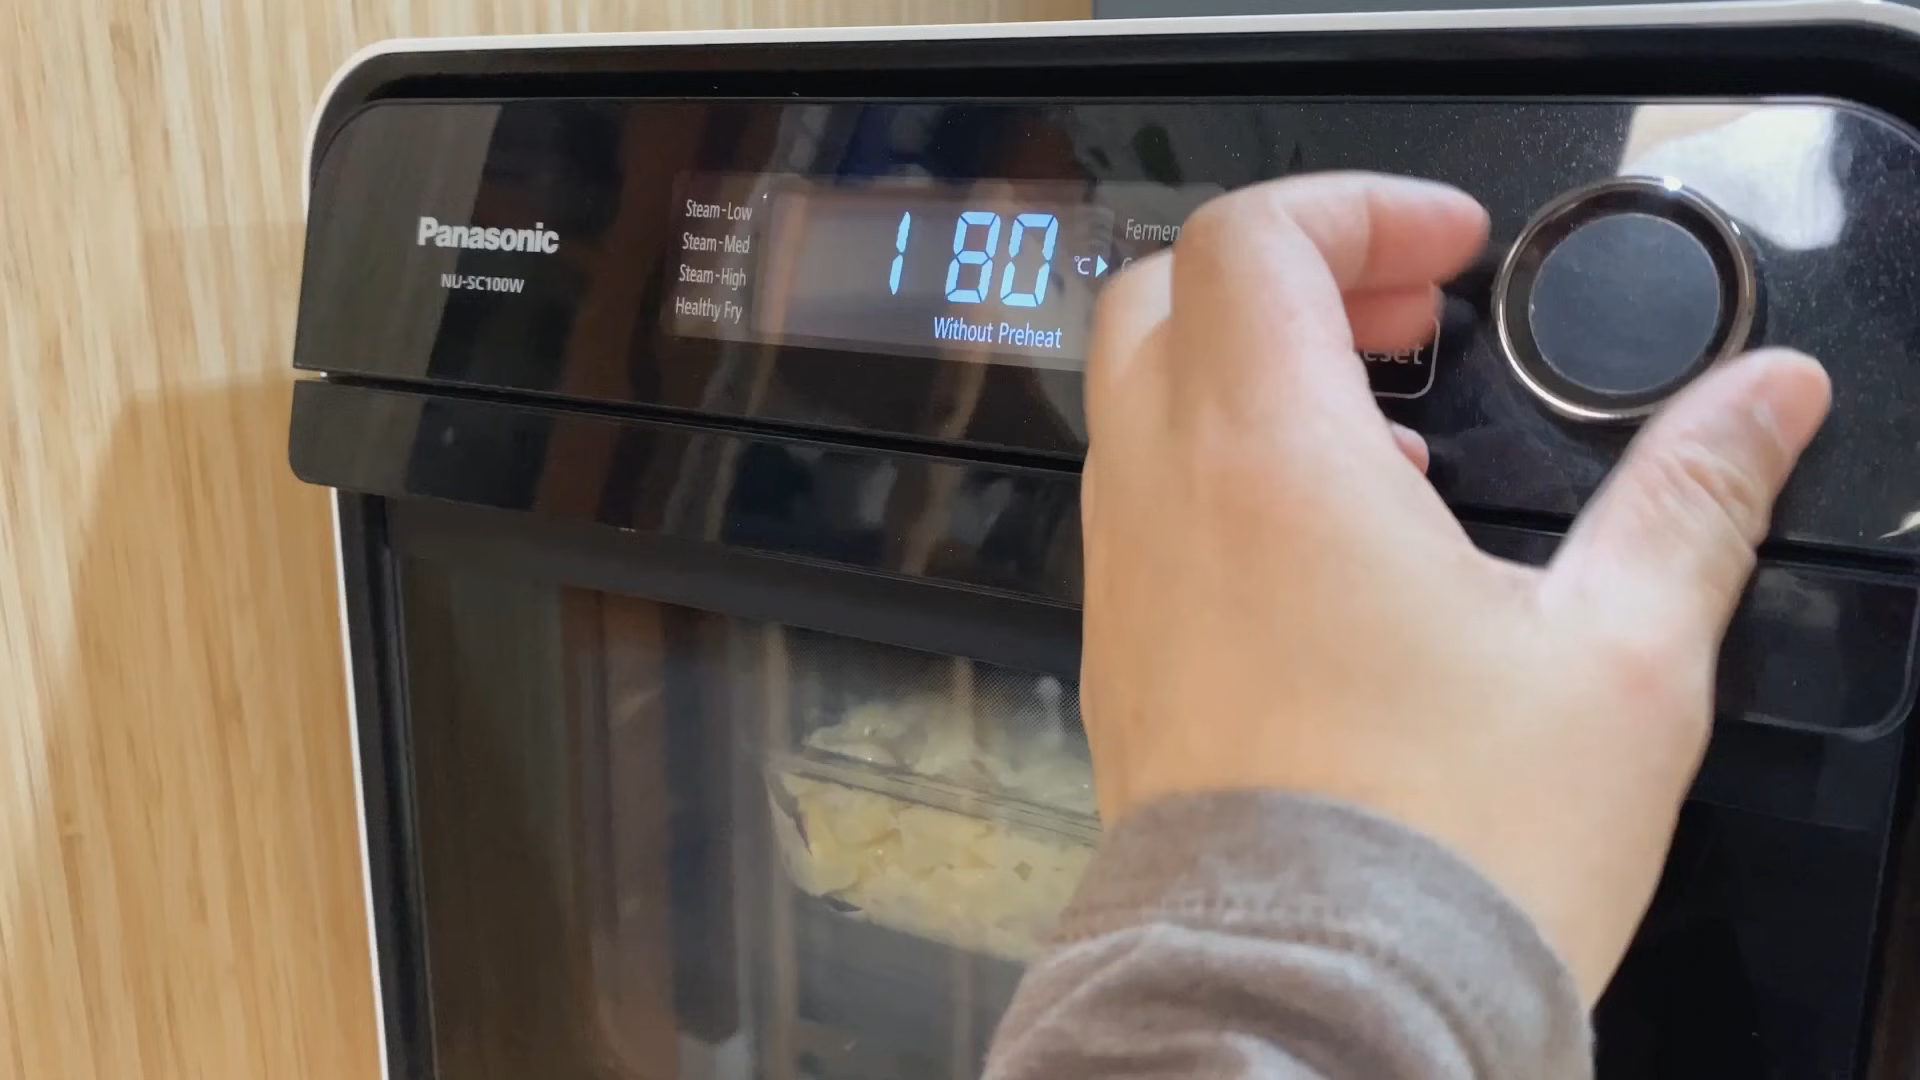 Panasonic
NU-SC100W
Steam-Low
Steam-Med
Steam-High
Healthy Fry
180 °C
Without Preheat